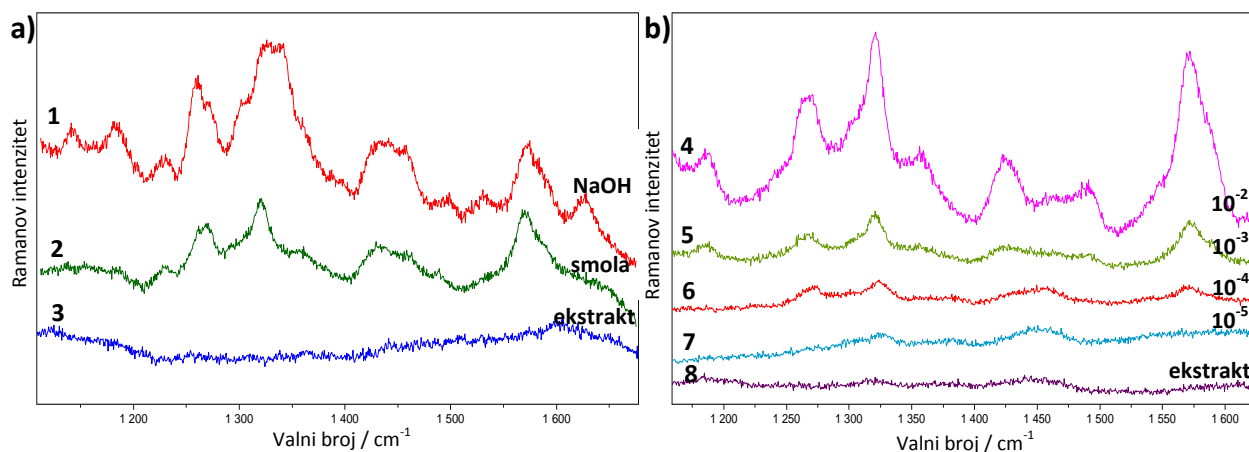 a)
Ramanov intenzitet
1
NaOH
2
smola
3
ekstrakt
1 200
1 300
1 400
1 500
1 600
Valni broj / cm⁻¹
b)
Ramanov intenzitet
4
10⁻²
5
10⁻³
6
10⁻⁴
10⁻⁵
7
8
ekstrakt
1 200
1 250
1 300
1 350
1 400
1 450
1 500
1 550
1 600
Valni broj / cm⁻¹